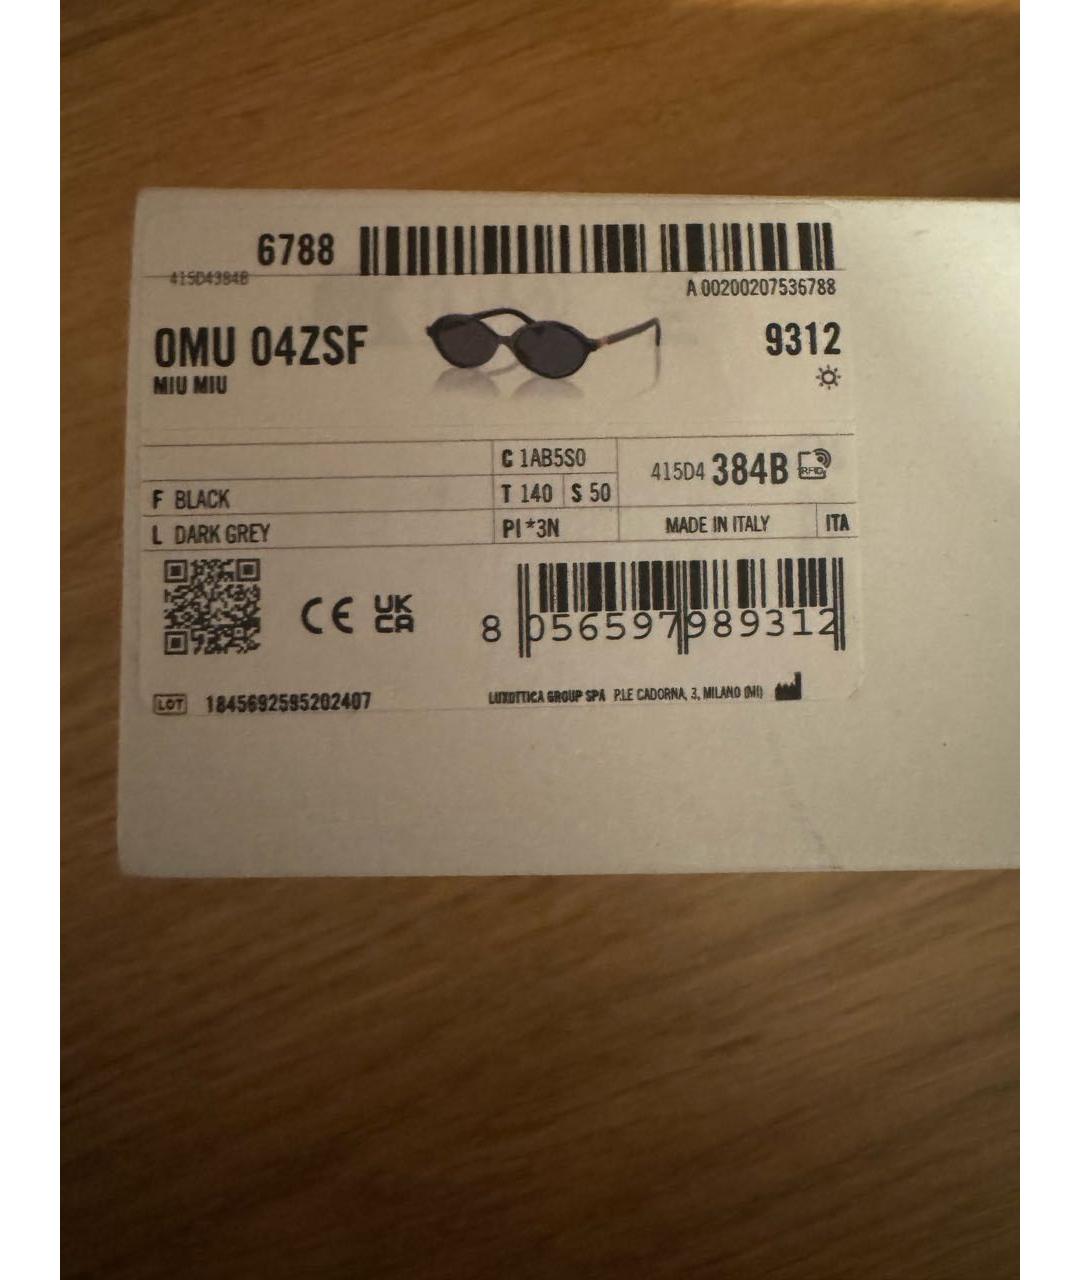 6788
415D4384B
A 00200207536788
0MU 04ZSF
9312
MIU MIU
C 1AB5S0
415D4 384B
RFID
F BLACK
T 140 S 50
L DARK GREY
PI *3N
MADE IN ITALY
ITA
CE UK CA
8 056597 989312
LOT 1845692595202407
LUXOTTICA GROUP SPA P.LE CADORNA, 3, MILANO (MI)